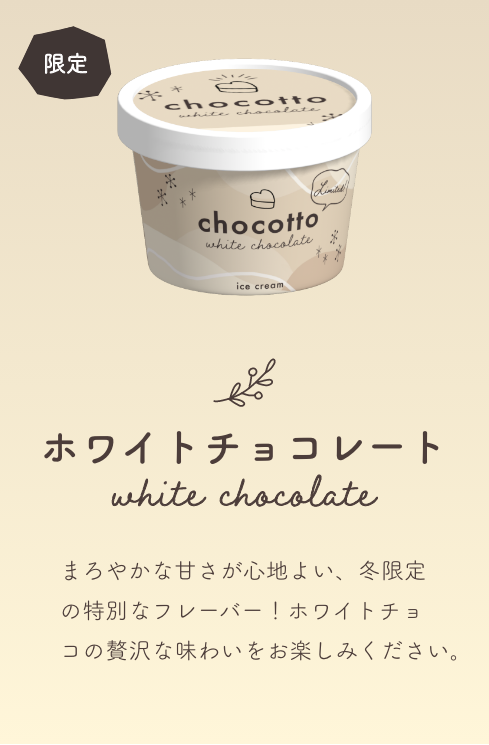 限定
chocotto
white chocolate
Limited!
chocotto
white chocolate
ice cream
ホワイトチョコレート
white chocolate
まろやかな甘さが心地よい、冬限定
の特別なフレーバー！ホワイトチョ
コの贅沢な味わいをお楽しみください。